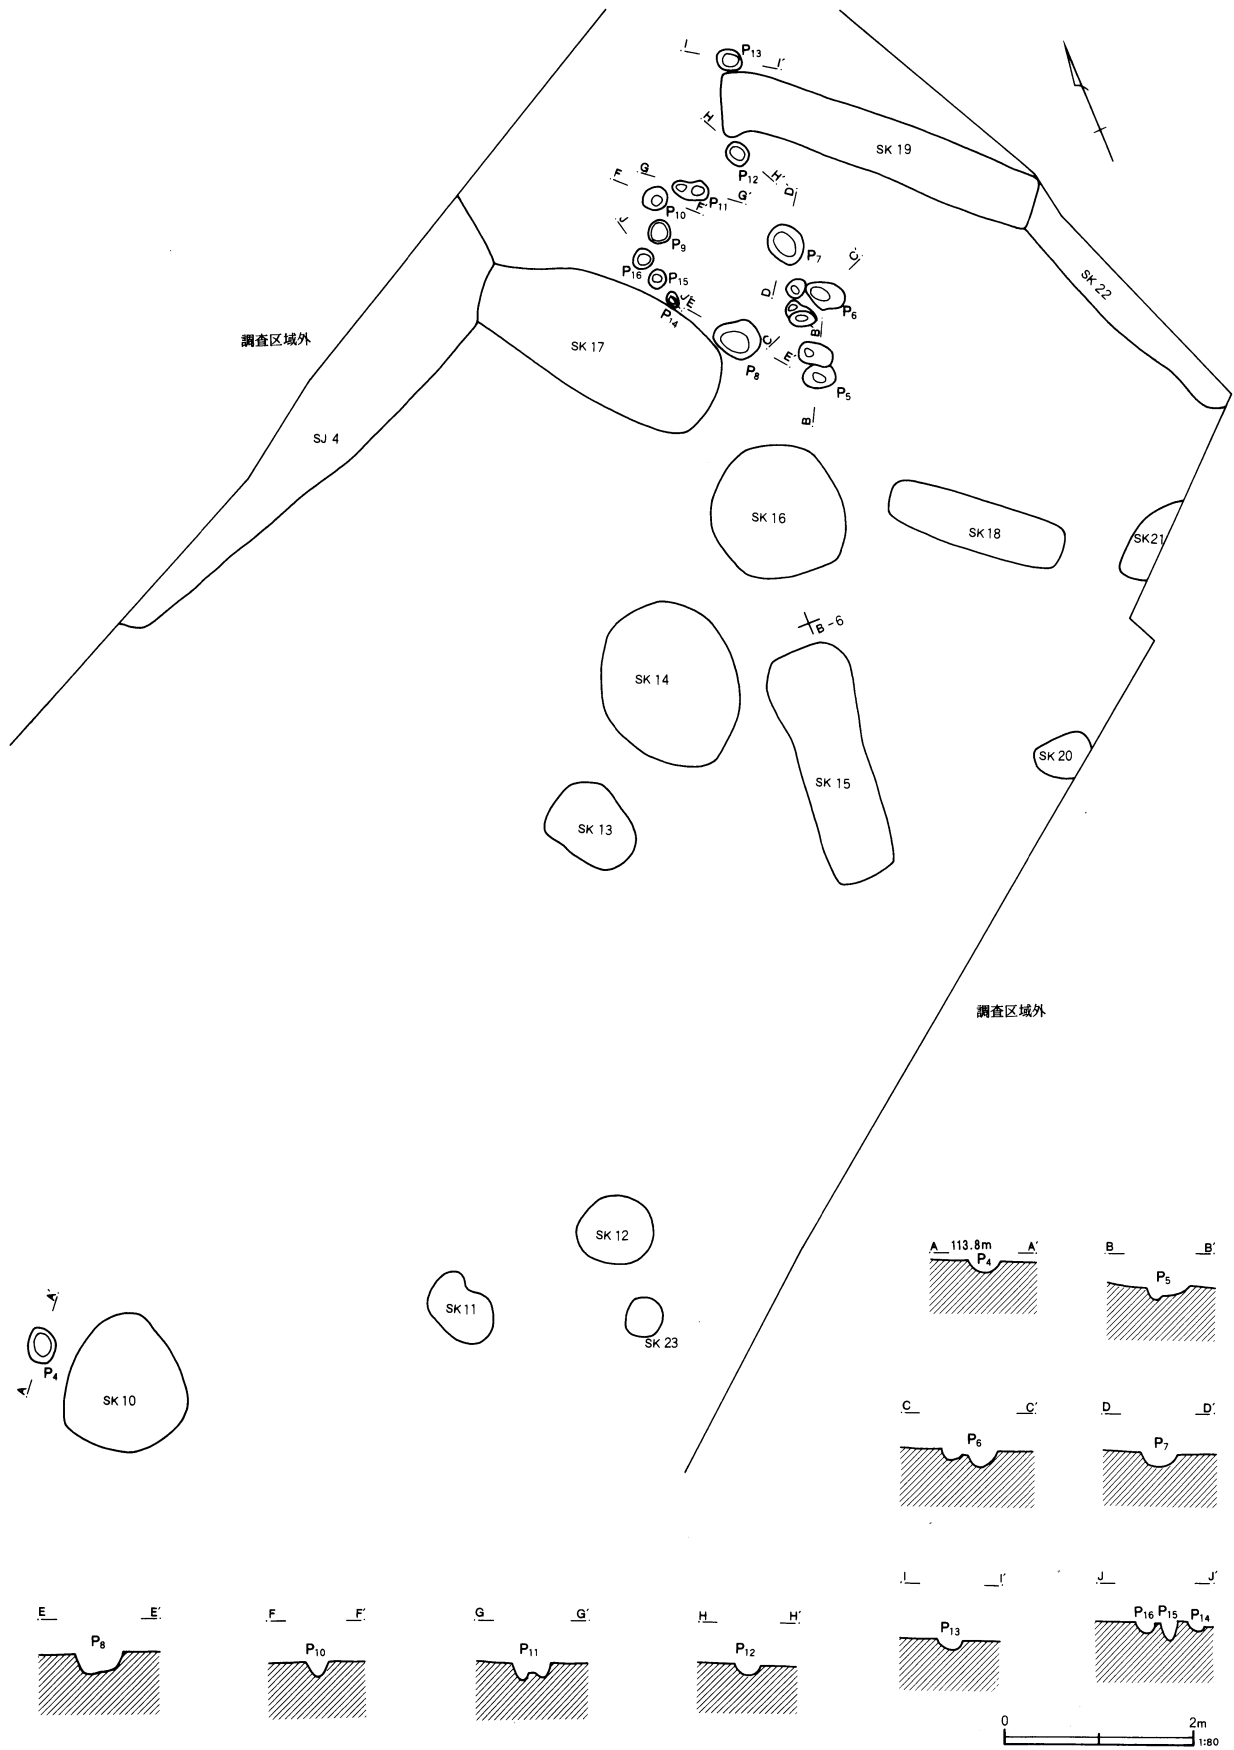 I
P13
I′
H
SK 19
P12
H′
D′
G
F
P11
G′
P10
F′
J
P9
P7
C′
P16
P15
SK 22
D
P6
J′
E
P14
B′
調査区域外
SK 17
C
E′
P8
P5
B
SJ 4
SK 16
SK 18
SK21
B-6
SK 14
SK 20
SK 15
SK 13
調査区域外
SK 12
SK 11
SK 23
A′
P4
A
SK 10
A 113.8m A′
P4
B B′
P5
C C′
P6
D D′
P7
I I′
P13
J J′
P16 P15 P14
E E′
P8
F F′
P10
G G′
P11
H H′
P12
0 2m
1:80